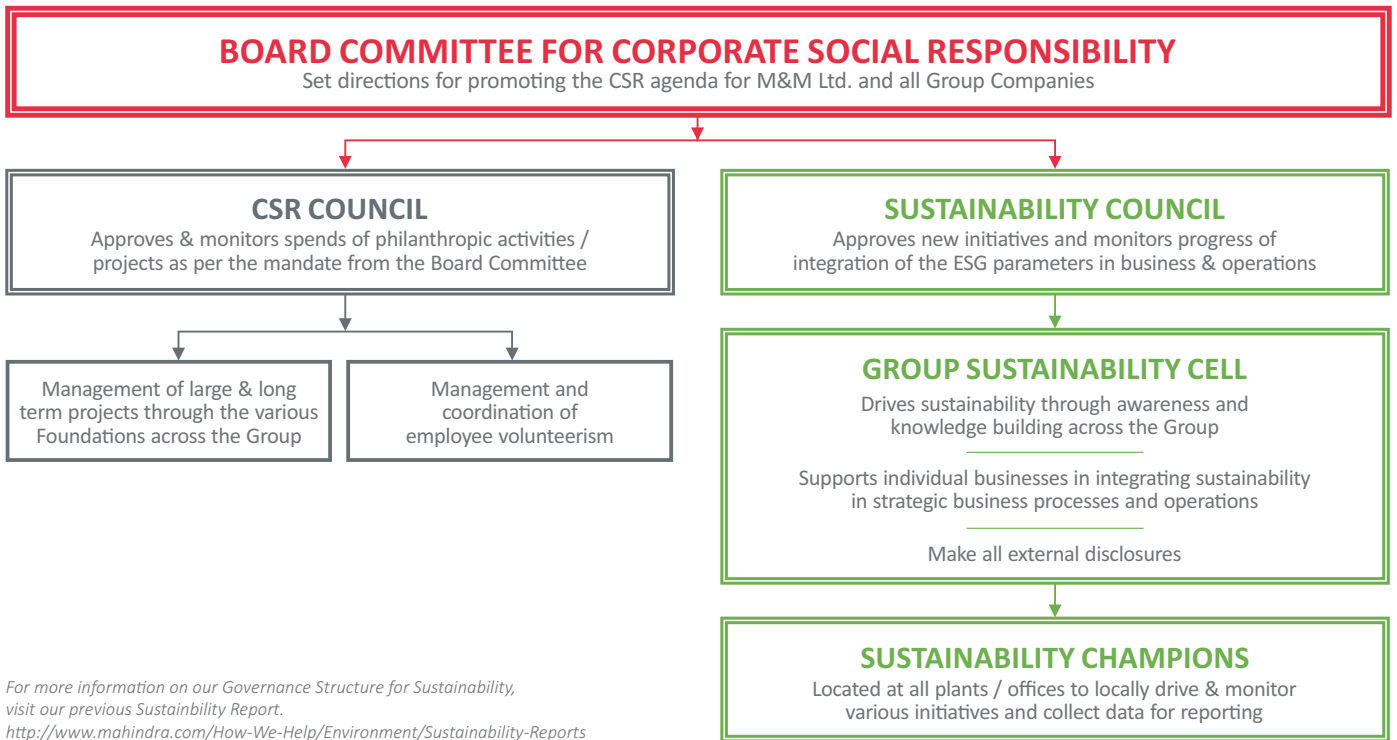 BOARD COMMITTEE FOR CORPORATE SOCIAL RESPONSIBILITY
Set directions for promoting the CSR agenda for M&M Ltd. and all Group Companies
CSR COUNCIL
Approves & monitors spends of philanthropic activities /
projects as per the mandate from the Board Committee
Management of large & long
term projects through the various
Foundations across the Group
Management and
coordination of
employee volunteerism
SUSTAINABILITY COUNCIL
Approves new initiatives and monitors progress of
integration of the ESG parameters in business & operations
GROUP SUSTAINABILITY CELL
Drives sustainability through awareness and
knowledge building across the Group
Supports individual businesses in integrating sustainability
in strategic business processes and operations
Make all external disclosures
SUSTAINABILITY CHAMPIONS
Located at all plants / offices to locally drive & monitor
various initiatives and collect data for reporting
For more information on our Governance Structure for Sustainability,
visit our previous Sustainbility Report.
http://www.mahindra.com/How-We-Help/Environment/Sustainability-Reports